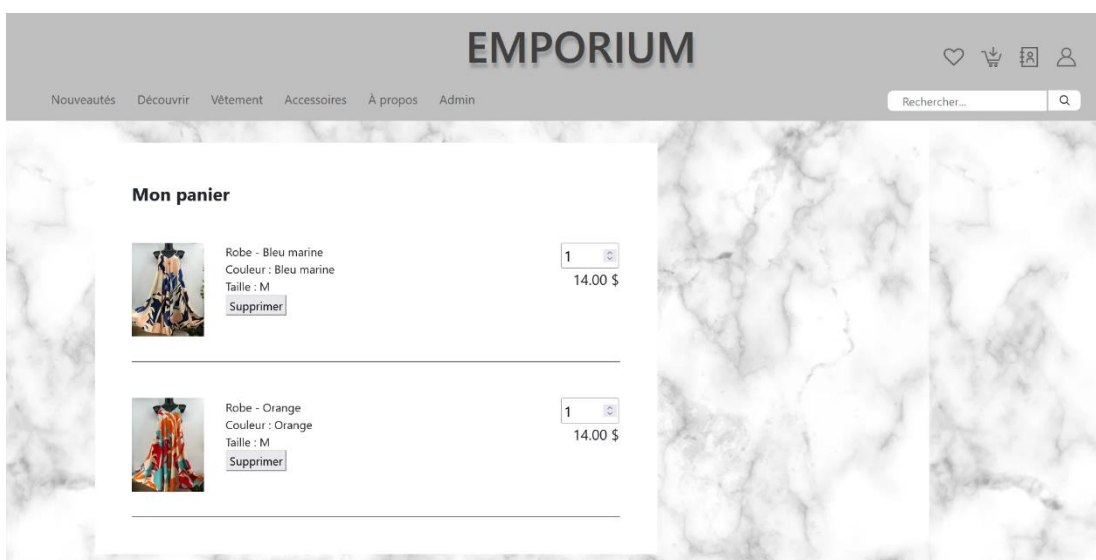 EMPORIUM
Nouveautés Découvrir Vêtement Accessoires À propos Admin
Rechercher...
Mon panier
Robe - Bleu marine
Couleur : Bleu marine
Taille : M
Supprimer
1
14.00 $
Robe - Orange
Couleur : Orange
Taille : M
Supprimer
1
14.00 $